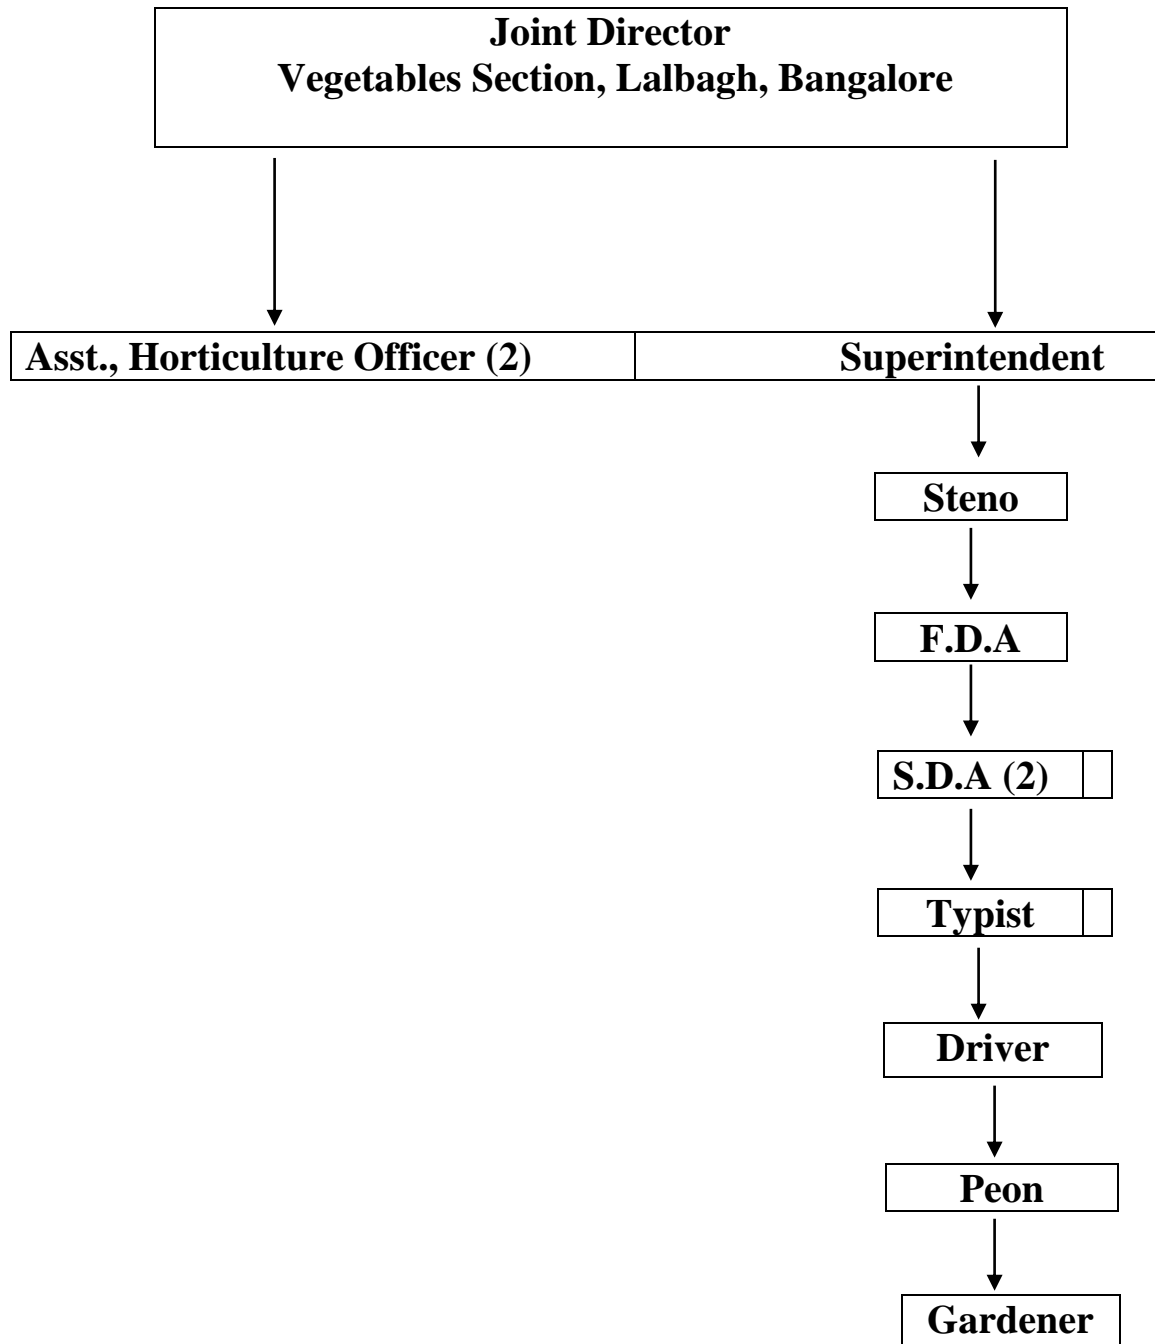 Joint Director
Vegetables Section, Lalbagh, Bangalore
Asst., Horticulture Officer (2)
Superintendent
Steno
F.D.A
S.D.A (2)
Typist
Driver
Peon
Gardener